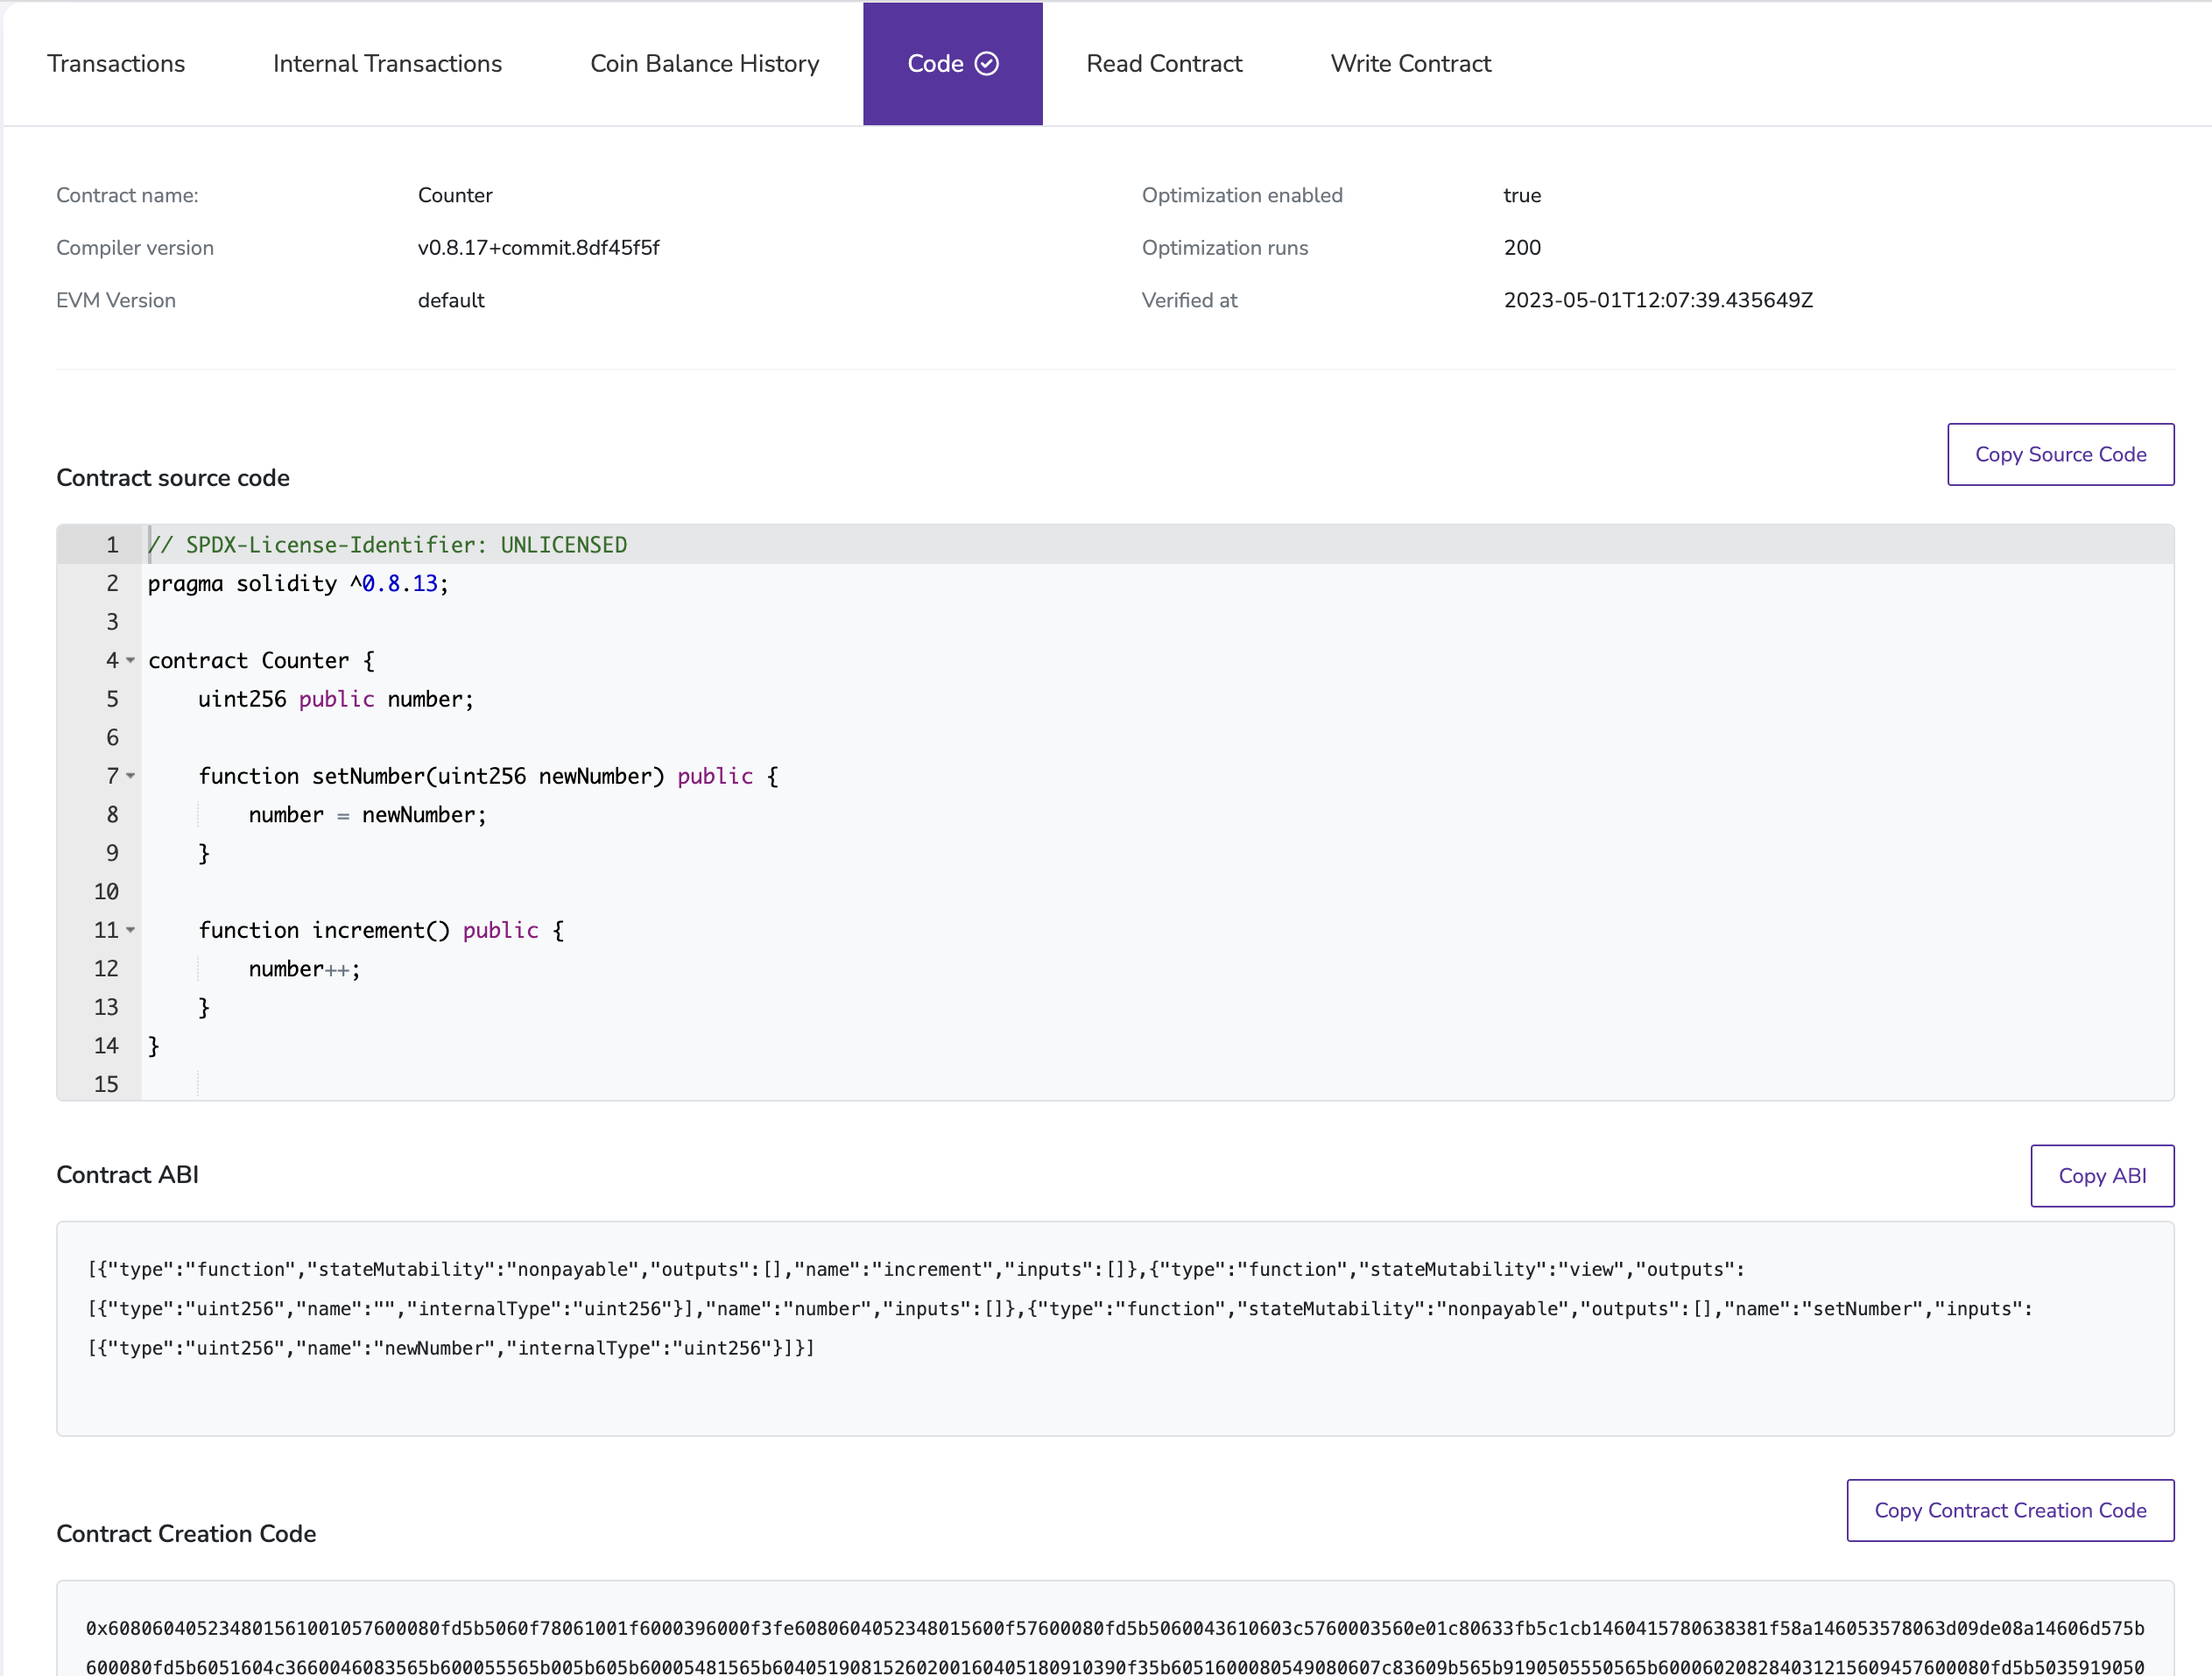 Transactions Internal Transactions Coin Balance History Code Read Contract Write Contract
Contract name: Counter Optimization enabled true
Compiler version v0.8.17+commit.8df45f5f Optimization runs 200
EVM Version default Verified at 2023-05-01T12:07:39.435649Z
Copy Source Code
Contract source code
1 // SPDX-License-Identifier: UNLICENSED
2 pragma solidity ^0.8.13;
3
4 contract Counter {
5     uint256 public number;
6
7     function setNumber(uint256 newNumber) public {
8         number = newNumber;
9     }
10
11     function increment() public {
12         number++;
13     }
14 }
15
Contract ABI Copy ABI
[{"type":"function","stateMutability":"nonpayable","outputs":[],"name":"increment","inputs":[]},{"type":"function","stateMutability":"view","outputs":
[{"type":"uint256","name":"","internalType":"uint256"}],"name":"number","inputs":[]},{"type":"function","stateMutability":"nonpayable","outputs":[],"name":"setNumber","inputs":
[{"type":"uint256","name":"newNumber","internalType":"uint256"}]}]
Copy Contract Creation Code
Contract Creation Code
0x608060405234801561001057600080fd5b5060f78061001f6000396000f3fe6080604052348015600f57600080fd5b5060043610603c5760003560e01c80633fb5c1cb1460415780638381f58a146053578063d09de08a14606d575b
600080fd5b6051604c3660046083565b600055565b005b605b60005481565b60405190815260200160405180910390f35b6051600080549080607c83609b565b9190505550565b600060208284031215609457600080fd5b5035919050